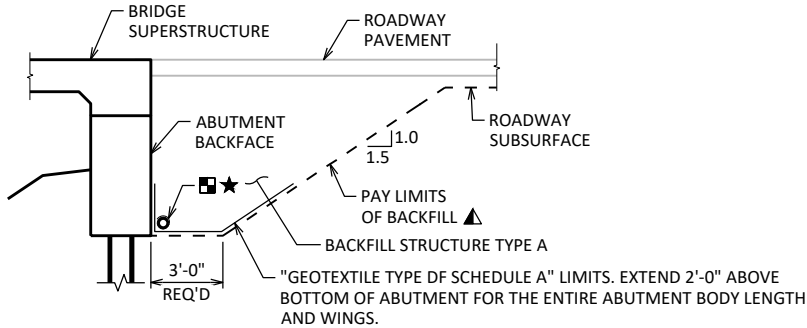 BRIDGE
SUPERSTRUCTURE
ROADWAY
PAVEMENT
ABUTMENT
BACKFACE
ROADWAY
SUBSURFACE
1.0
1.5
PAY LIMITS
OF BACKFILL
BACKFILL STRUCTURE TYPE A
3'-0"
REQ'D
"GEOTEXTILE TYPE DF SCHEDULE A" LIMITS. EXTEND 2'-0" ABOVE
BOTTOM OF ABUTMENT FOR THE ENTIRE ABUTMENT BODY LENGTH
AND WINGS.